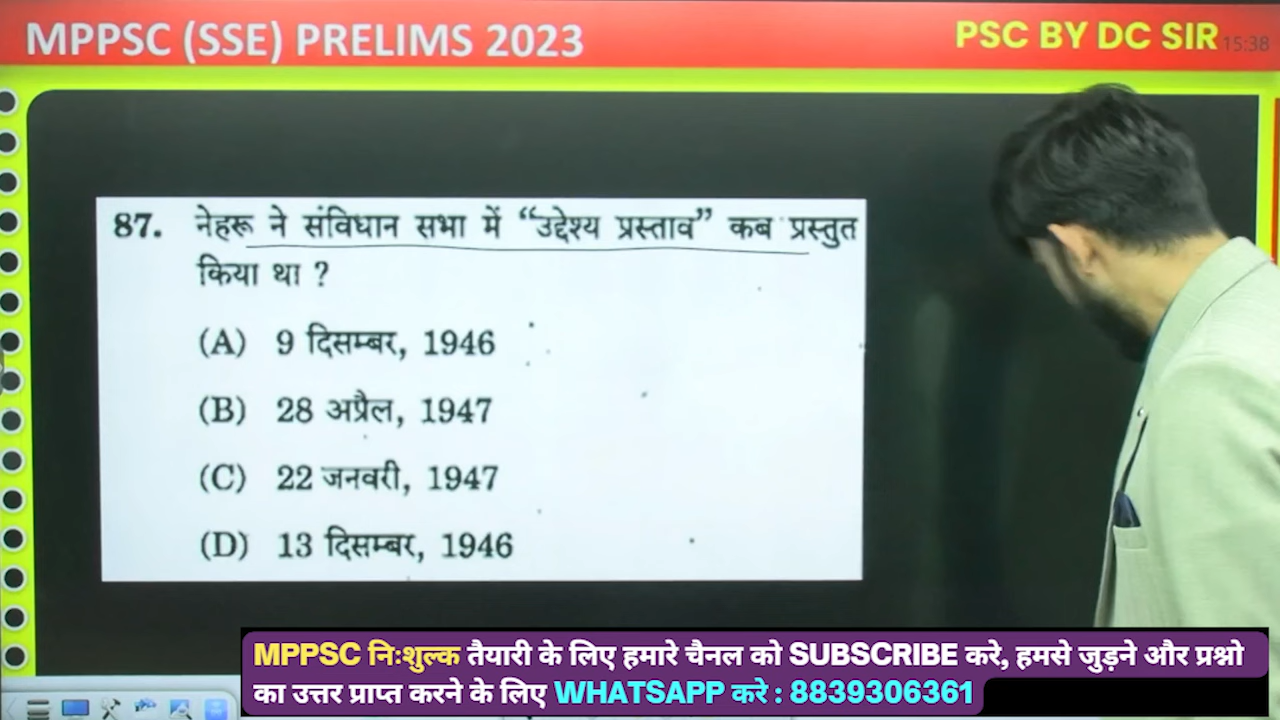 MPPSC (SSE) PRELIMS 2023
PSC BY DC SIR
15:38
87. नेहरू ने संविधान सभा में “उद्देश्य प्रस्ताव” कब प्रस्तुत
किया था ?
(A) 9 दिसम्बर, 1946
(B) 28 अप्रैल, 1947
(C) 22 जनवरी, 1947
(D) 13 दिसम्बर, 1946
MPPSC निःशुल्क तैयारी के लिए हमारे चैनल को SUBSCRIBE करे, हमसे जुड़ने और प्रश्नो
का उत्तर प्राप्त करने के लिए WHATSAPP करे : 8839306361